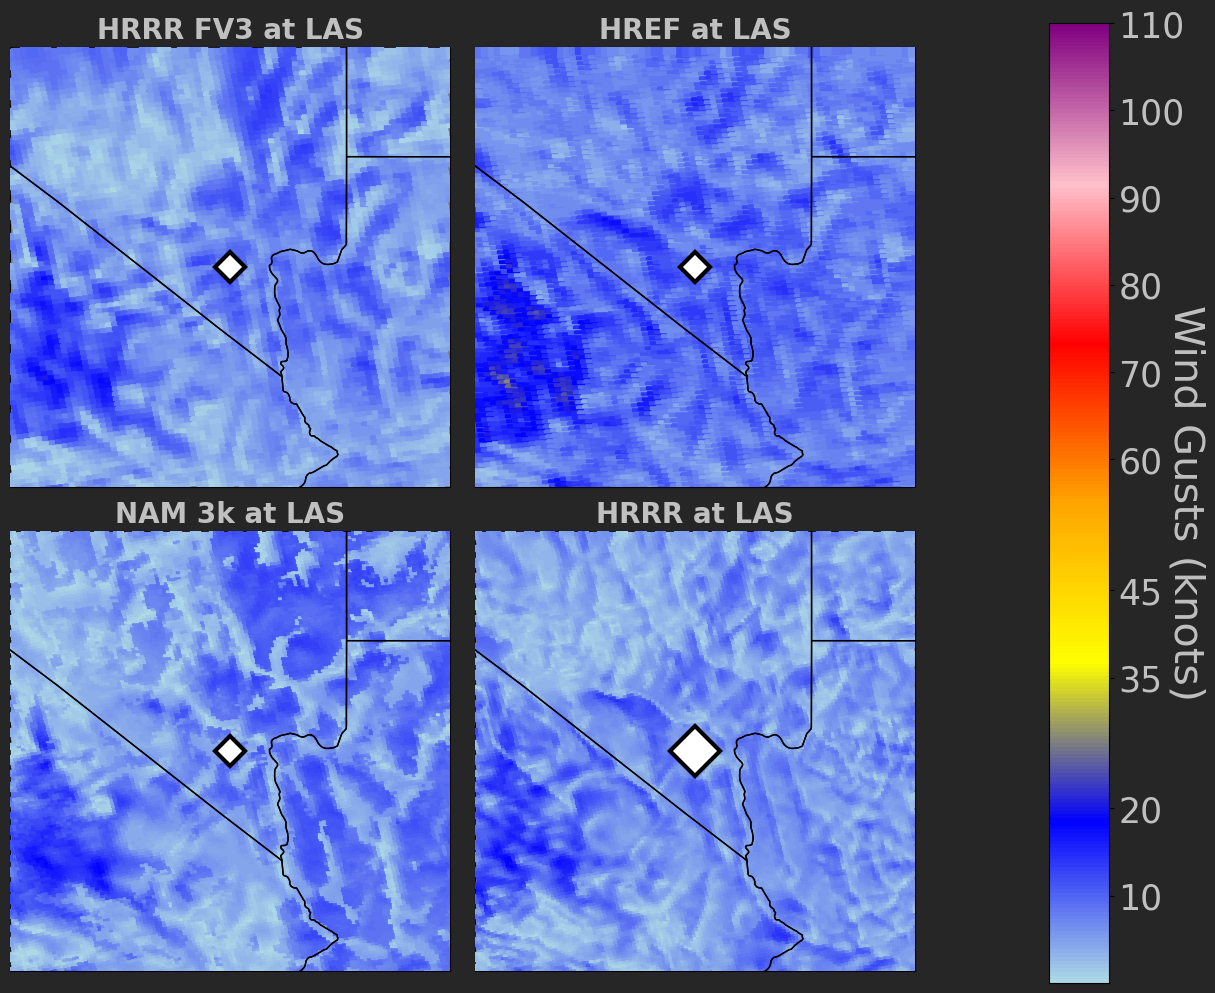 HRRR FV3 at LAS
HREF at LAS
NAM 3k at LAS
HRRR at LAS
110
100
90
80
70
60
45
35
20
10
Wind Gusts (knots)